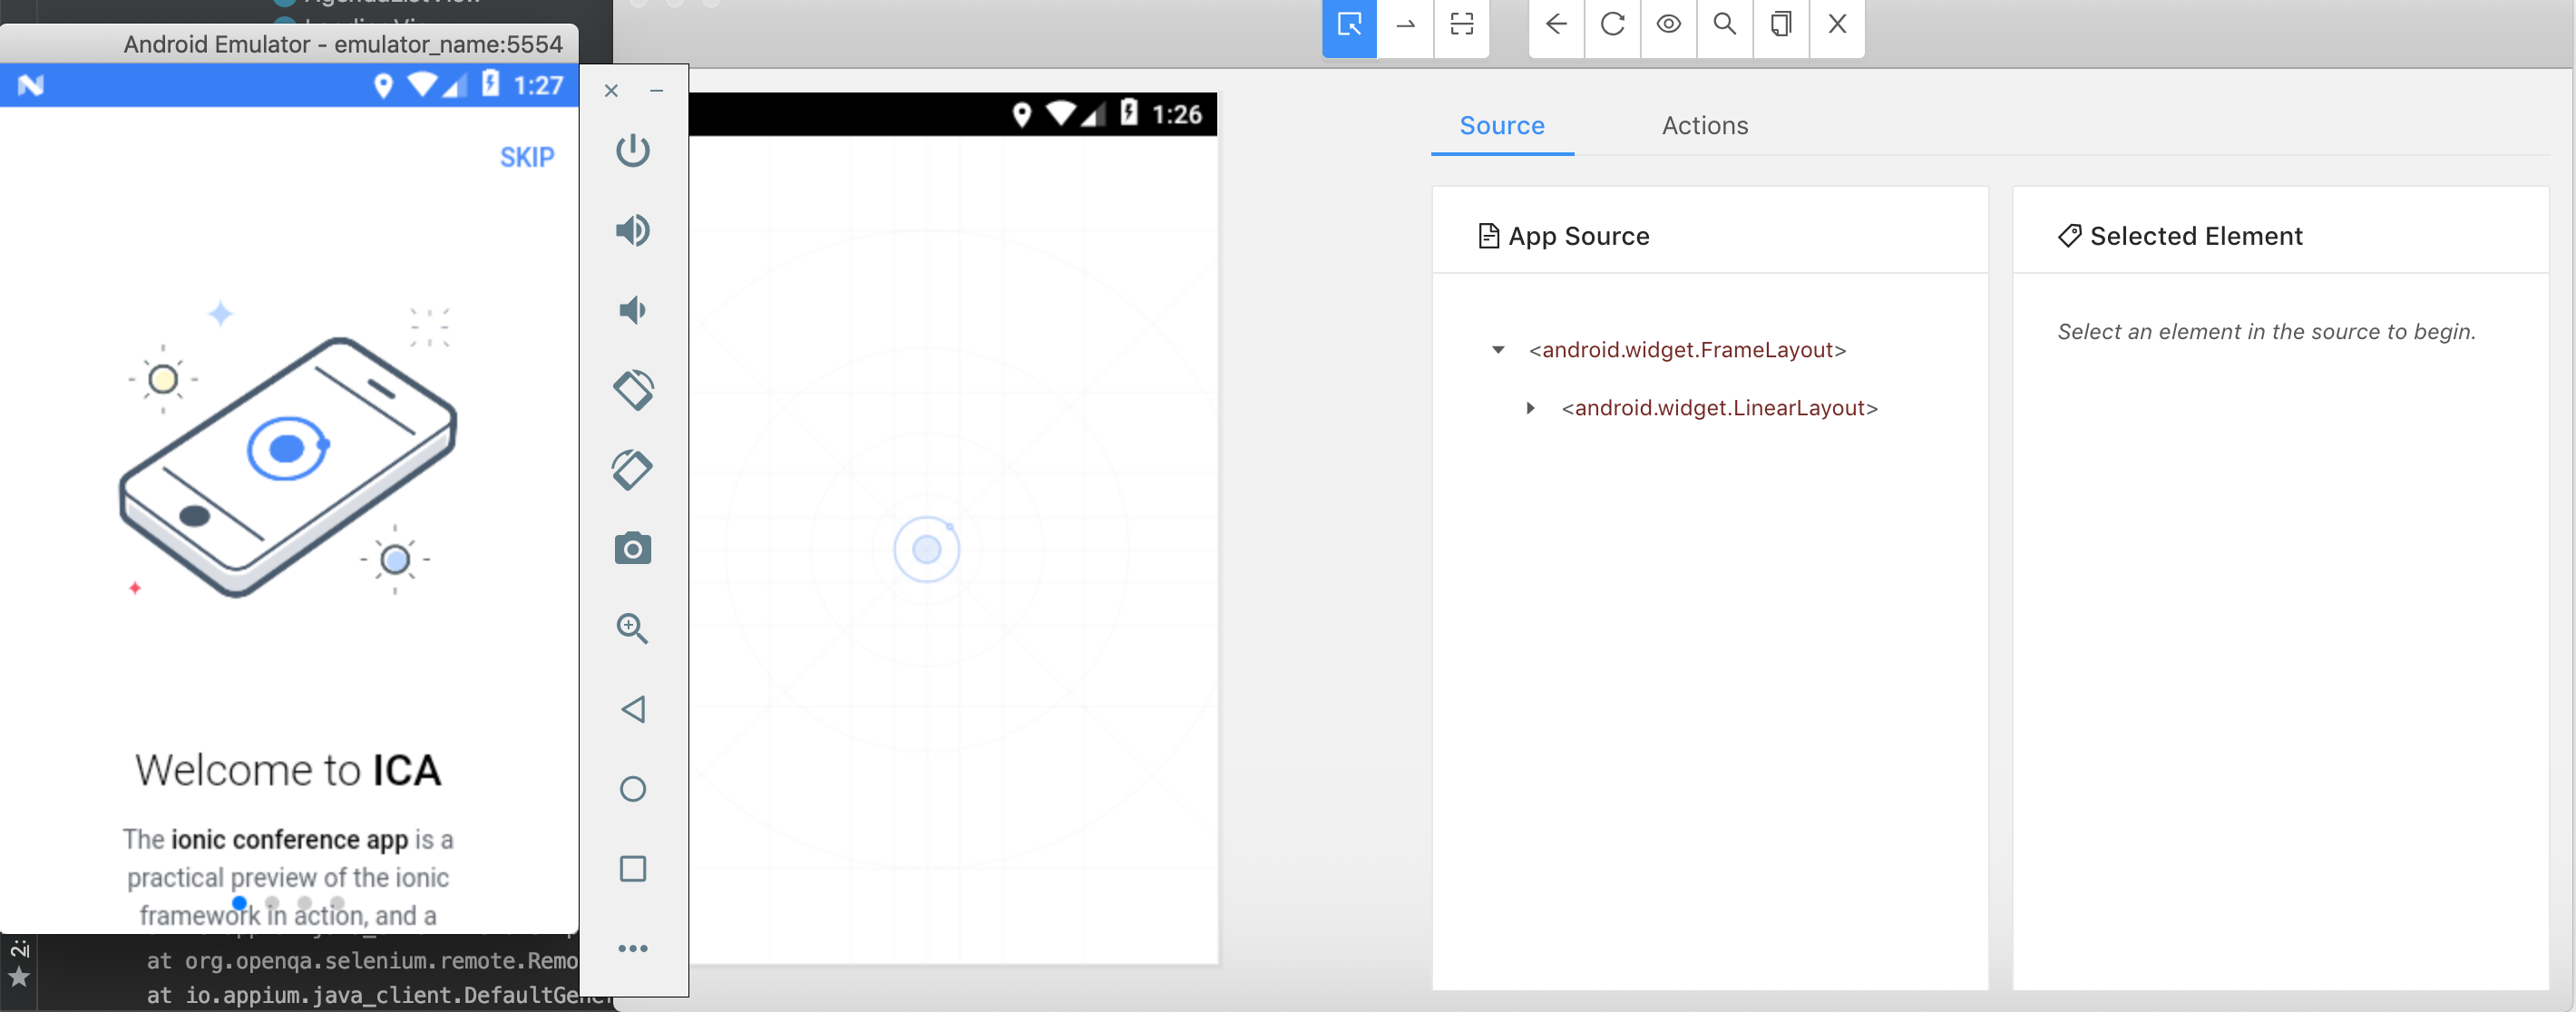 Android Emulator - emulator_name:5554
1:27
SKIP
Welcome to ICA
The ionic conference app is a
practical preview of the ionic
framework in action, and a
2:
at org.openqa.selenium.remote.Remo
at io.appium.java_client.DefaultGener
1:26
Source
Actions
App Source
<android.widget.FrameLayout>
<android.widget.LinearLayout>
Selected Element
Select an element in the source to begin.